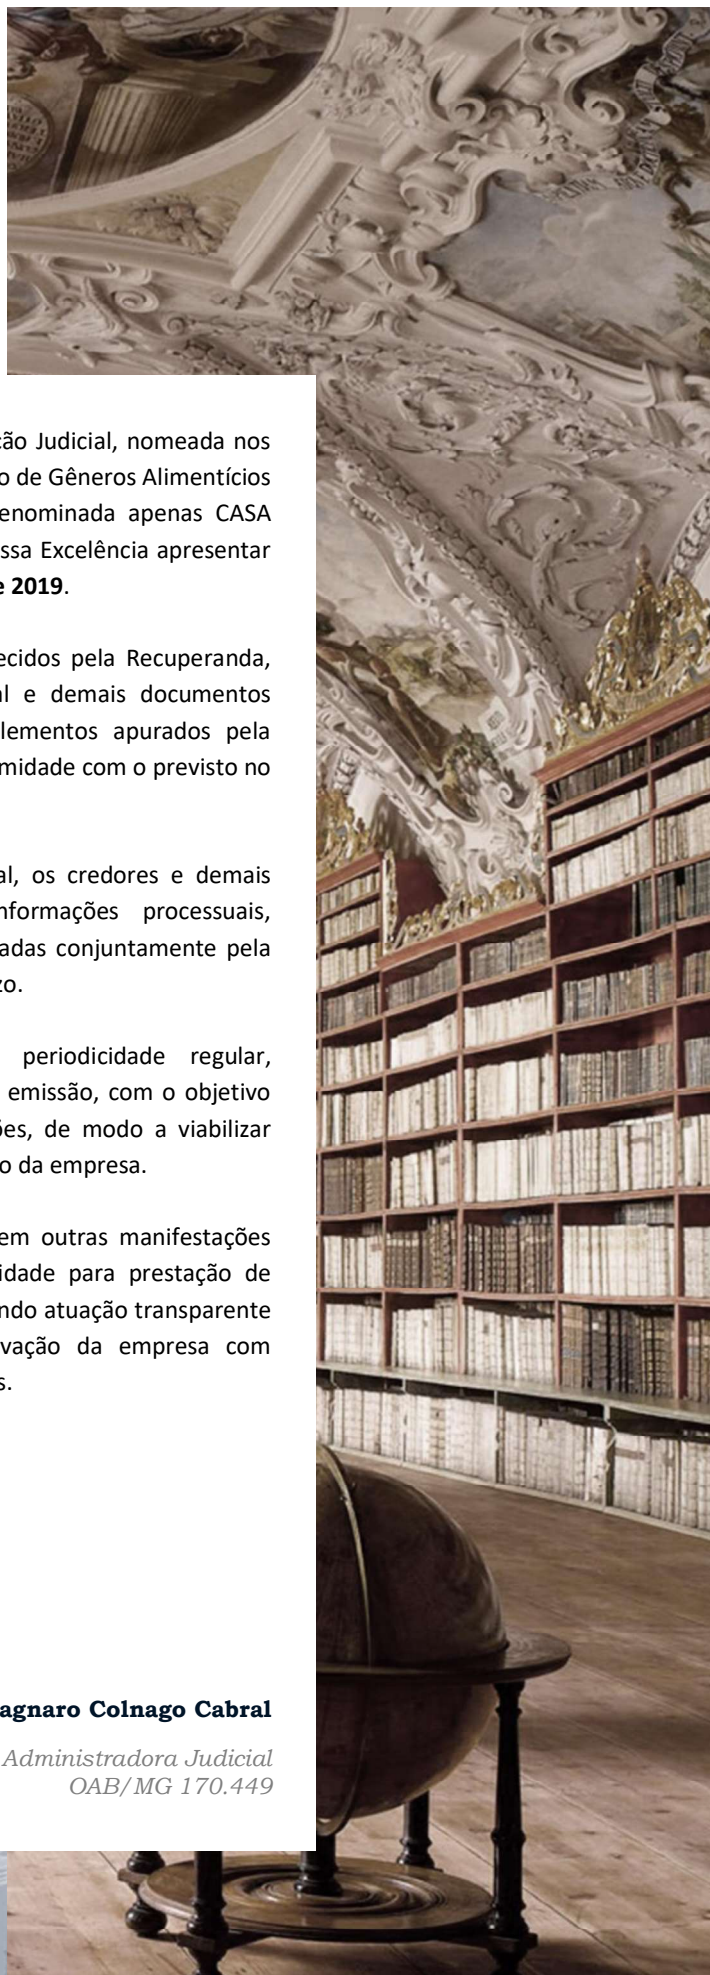 ção Judicial, nomeada nos
o de Gêneros Alimentícios
enominada apenas CASA
ssa Excelência apresentar
e 2019.
ecidos pela Recuperanda,
al e demais documentos
lementos apurados pela
midade com o previsto no
al, os credores e demais
nformações processuais,
adas conjuntamente pela
zo.
periodicidade regular,
emissão, com o objetivo
ões, de modo a viabilizar
o da empresa.
em outras manifestações
idade para prestação de
ndo atuação transparente
vação da empresa com
s.
agnaro Colnago Cabral
Administradora Judicial
OAB/MG 170.449